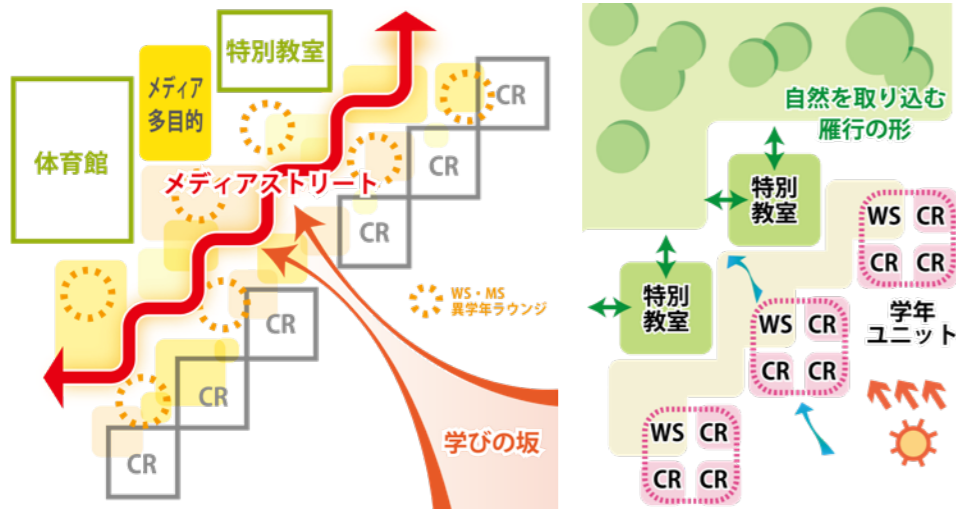 特別教室
メディア
多目的
体育館
CR
CR
CR
メディアストリート
WS・MS
異学年ラウンジ
CR
CR
CR
学びの坂
自然を取り込む
雁行の形
特別
教室
WS CR
CR CR
特別
教室
学年
ユニット
WS CR
CR CR
WS CR
CR CR